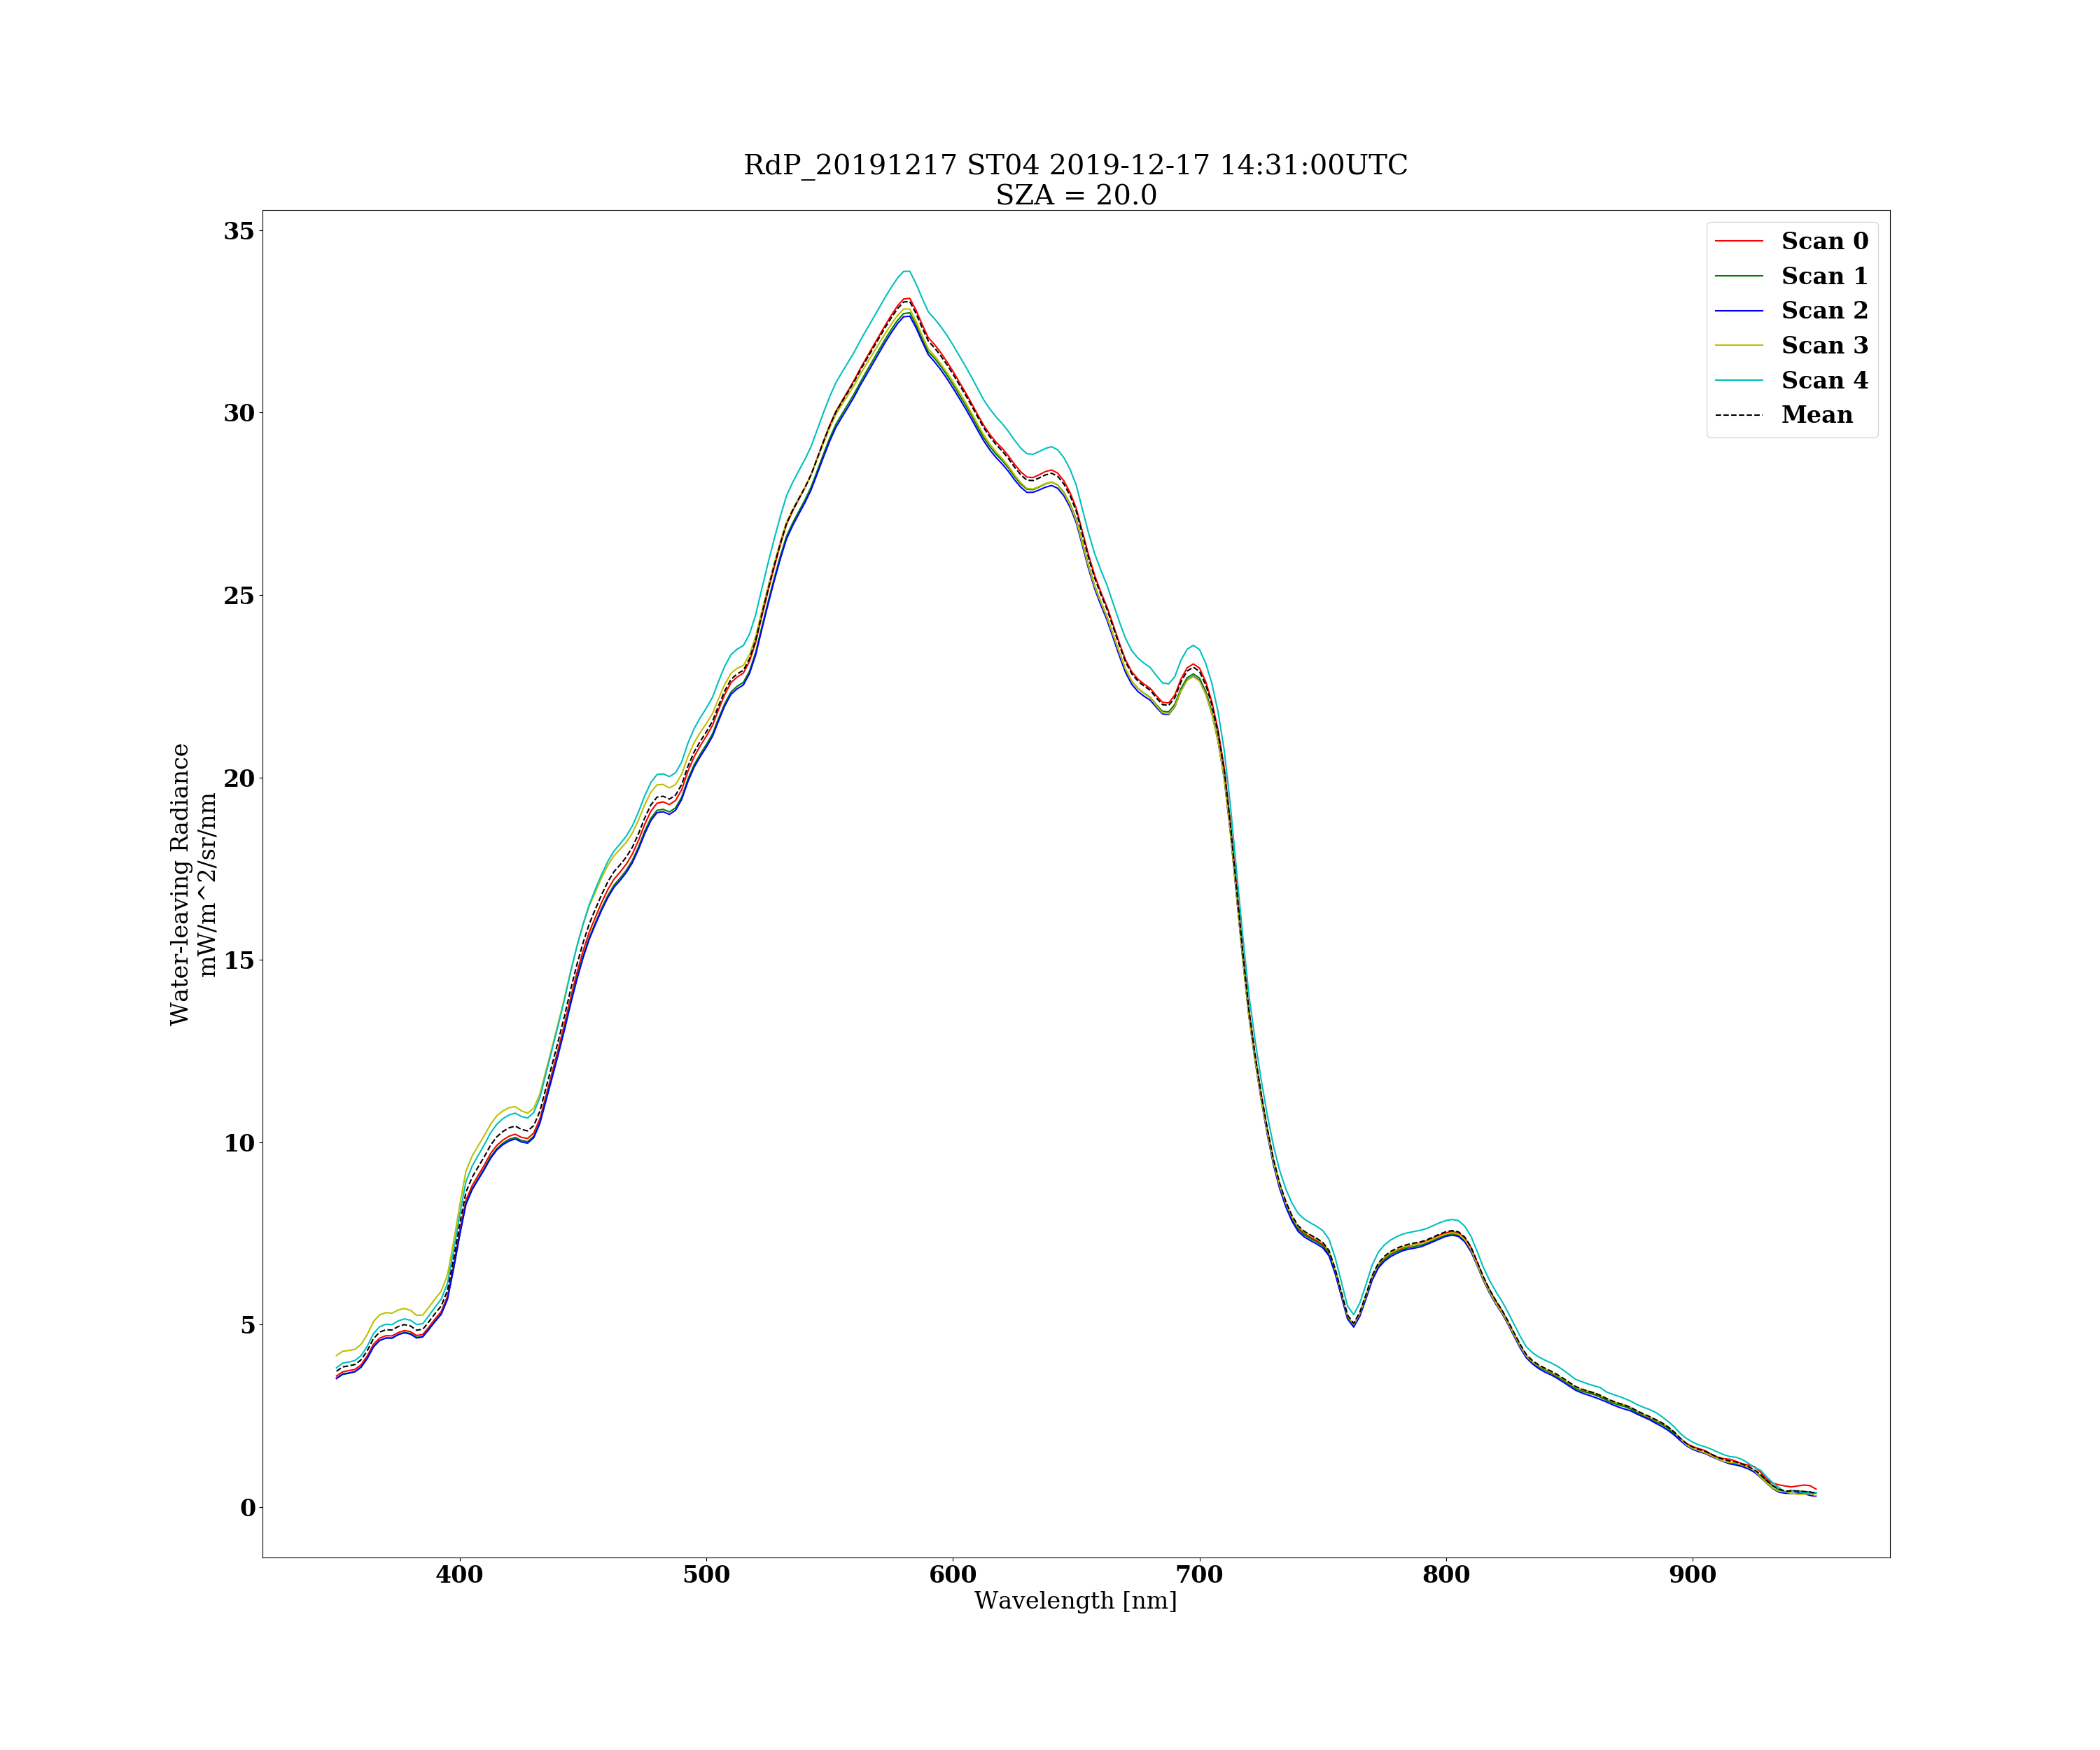 RdP_20191217 ST04 2019-12-17 14:31:00UTC
SZA = 20.0
Scan 0
Scan 1
Scan 2
Scan 3
Scan 4
Mean
Water-leaving Radiance
mW/m^2/sr/nm
35
30
25
20
15
10
5
0
400 500 600 700 800 900
Wavelength [nm]